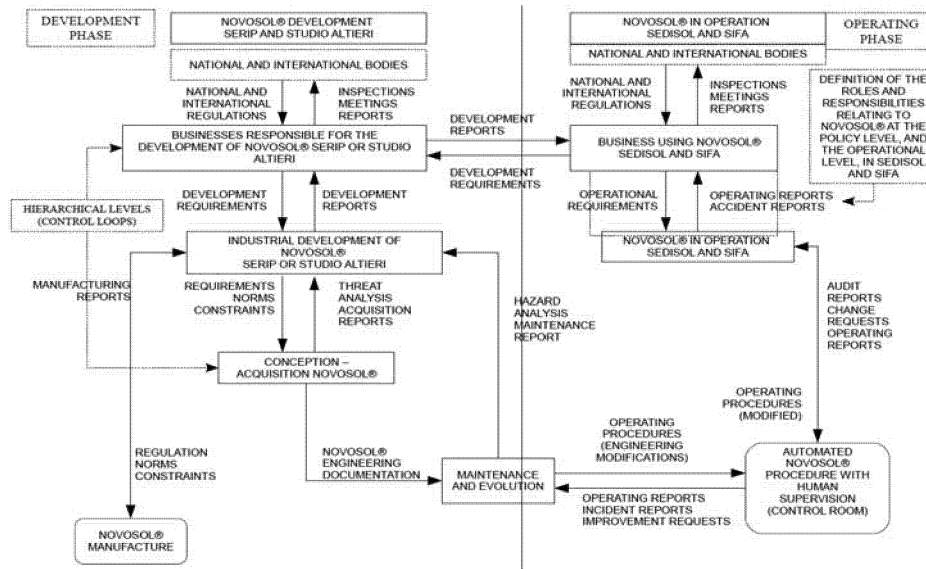 DEVELOPMENT
PHASE
NOVOSOL® DEVELOPMENT
SERIP AND STUDIO ALTIERI
NATIONAL AND INTERNATIONAL BODIES
NATIONAL AND
INTERNATIONAL
REGULATIONS
INSPECTIONS
MEETINGS
REPORTS
BUSINESSES RESPONSIBLE FOR THE
DEVELOPMENT OF NOVOSOL® SERIP OR STUDIO
ALTIERI
DEVELOPMENT
REPORTS
DEVELOPMENT
REQUIREMENTS
DEVELOPMENT
REQUIREMENTS
DEVELOPMENT
REPORTS
HIERARCHICAL LEVELS
(CONTROL LOOPS)
INDUSTRIAL DEVELOPMENT OF
NOVOSOL®
SERIP OR STUDIO ALTIERI
MANUFACTURING
REPORTS
REQUIREMENTS
NORMS
CONSTRAINTS
THREAT
ANALYSIS
ACQUISITION
REPORTS
HAZARD
ANALYSIS
MAINTENANCE
REPORT
CONCEPTION –
ACQUISITION NOVOSOL®
REGULATION
NORMS
CONSTRAINTS
NOVOSOL®
ENGINEERING
DOCUMENTATION
MAINTENANCE
AND EVOLUTION
NOVOSOL®
MANUFACTURE
NOVOSOL® IN OPERATION
SEDISOL AND SIFA
OPERATING
PHASE
NATIONAL AND INTERNATIONAL BODIES
NATIONAL AND
INTERNATIONAL
REGULATIONS
INSPECTIONS
MEETINGS
REPORTS
DEFINITION OF THE
ROLES AND
RESPONSIBILITIES
RELATING TO
NOVOSOL® AT THE
POLICY LEVEL, AND
THE OPERATIONAL
LEVEL, IN SEDISOL
AND SIFA
BUSINESS USING NOVOSOL®
SEDISOL AND SIFA
OPERATIONAL
REQUIREMENTS
OPERATING REPORTS
ACCIDENT REPORTS
NOVOSOL® IN OPERATION
SEDISOL AND SIFA
AUDIT
REPORTS
CHANGE
REQUESTS
OPERATING
REPORTS
OPERATING
PROCEDURES
(MODIFIED)
OPERATING
PROCEDURES
(ENGINEERING
MODIFICATIONS)
OPERATING REPORTS
INCIDENT REPORTS
IMPROVEMENT REQUESTS
AUTOMATED
NOVOSOL®
PROCEDURE WITH
HUMAN
SUPERVISION
(CONTROL ROOM)